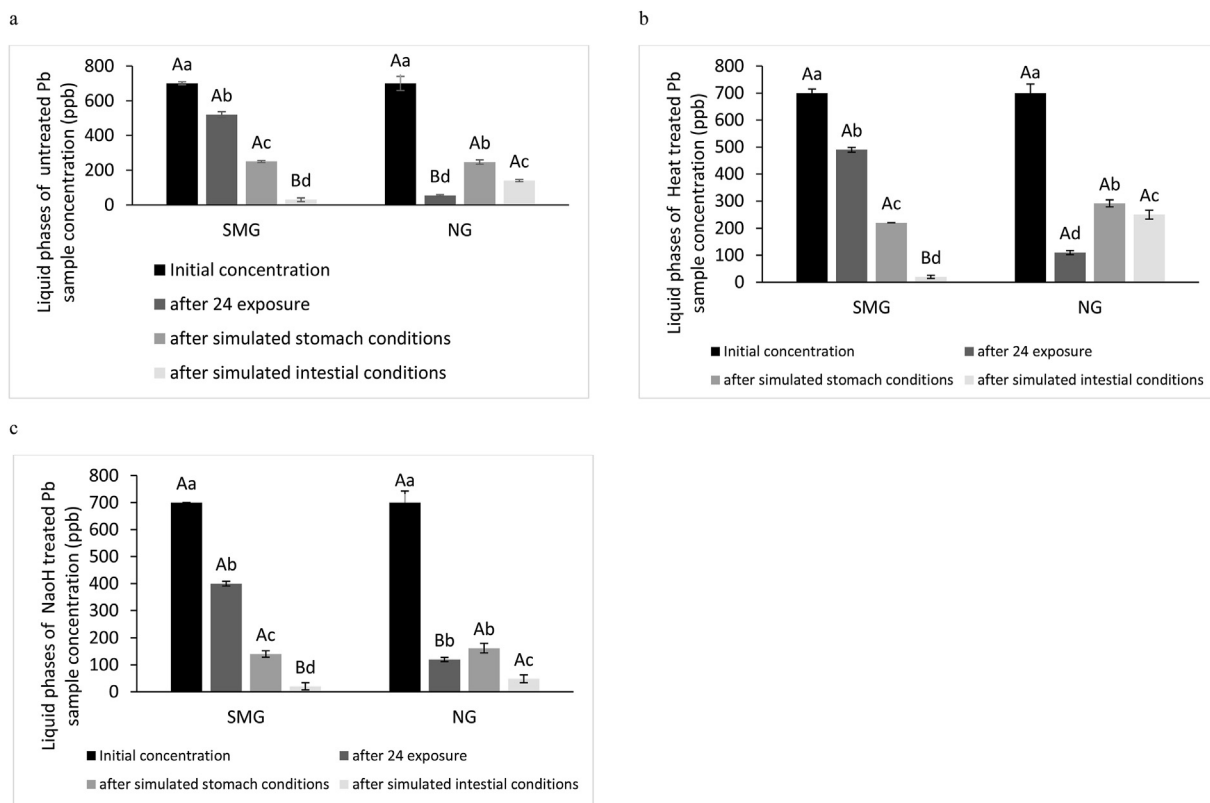 a
Liquid phases of untreated Pb
sample concentration (ppb)
800
600
400
200
0
Aa
Ab
Ac
Bd
Aa
Bd
Ab
Ac
SMG
NG
Initial concentration
after 24 exposure
after simulated stomach conditions
after simulated intestial conditions
b
Liquid phases of Heat treated Pb
sample concentration (ppb)
800
700
600
500
400
300
200
100
0
Aa
Ab
Ac
Bd
Aa
Ad
Ab
Ac
SMG
NG
Initial concentration
after 24 exposure
after simulated stomach conditions
after simulated intestial conditions
c
Liquid phases of NaoH treated Pb
sample concentration (ppb)
800
700
600
500
400
300
200
100
0
Aa
Ab
Ac
Bd
Aa
Bb
Ab
Ac
SMG
NG
Initial concentration
after 24 exposure
after simulated stomach conditions
after simulated intestial conditions